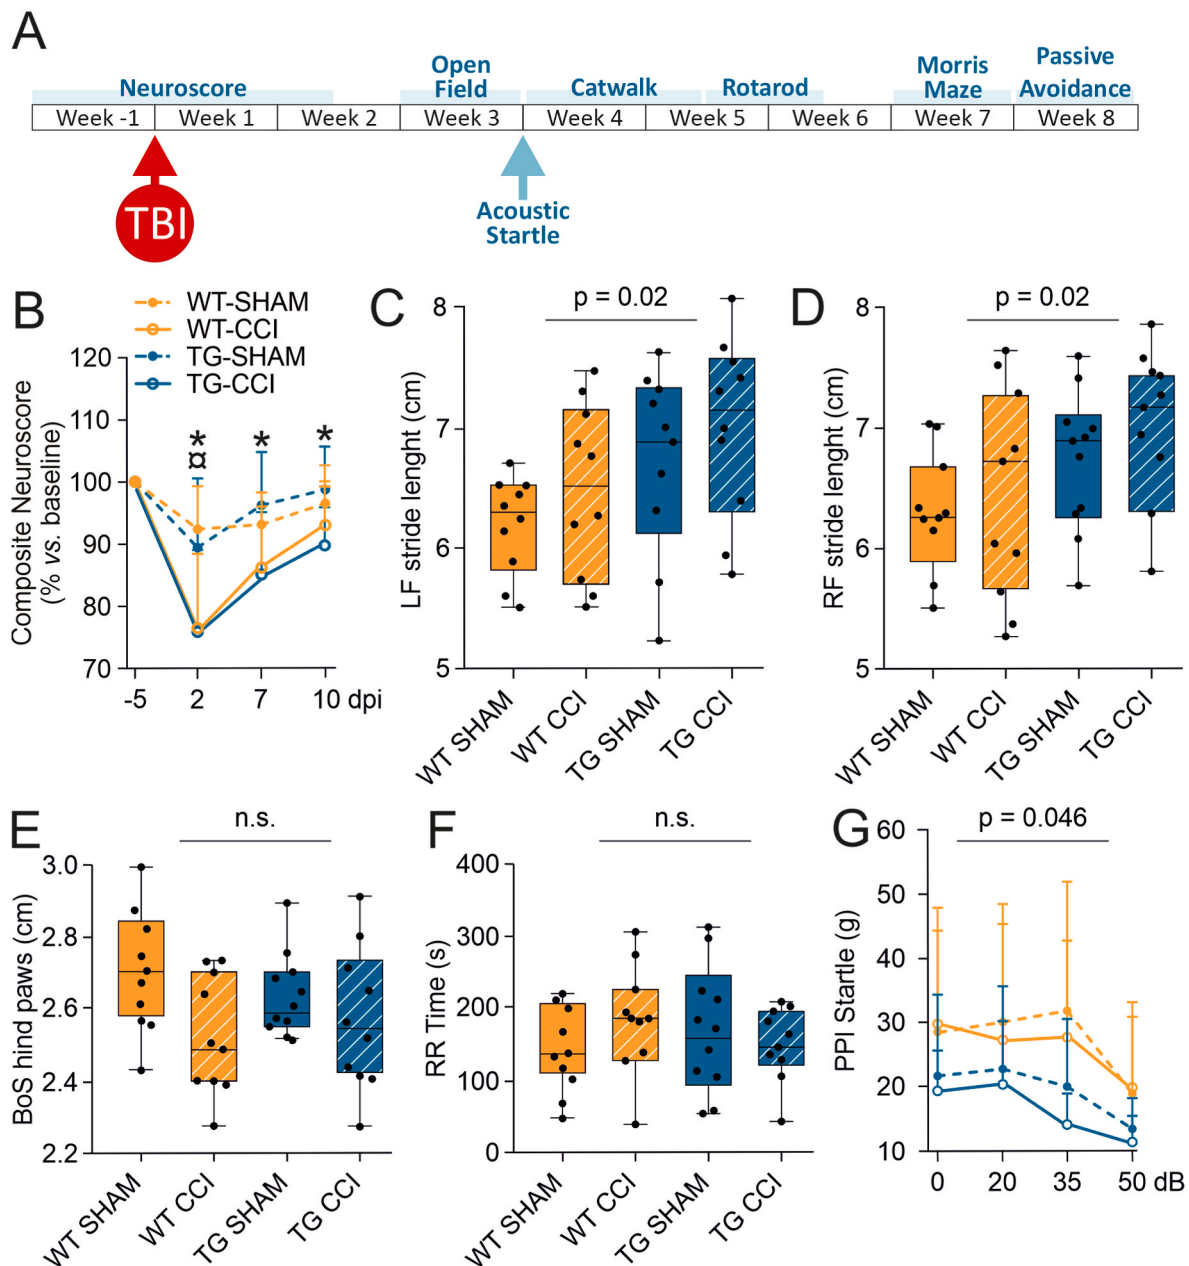 A
Neuroscore
Open
Field
Catwalk
Rotarod
Morris
Maze
Passive
Avoidance
Week -1
Week 1
Week 2
Week 3
Week 4
Week 5
Week 6
Week 7
Week 8
TBI
Acoustic
Startle
B
WT-SHAM
WT-CCI
TG-SHAM
TG-CCI
Composite Neuroscore
(% vs. baseline)
120
110
100
90
80
70
*
¤
*
*
-5 2 7 10 dpi
C
p = 0.02
LF stride lenght (cm)
8
7
6
5
WT SHAM
WT CCI
TG SHAM
TG CCI
D
p = 0.02
RF stride lenght (cm)
8
7
6
5
WT SHAM
WT CCI
TG SHAM
TG CCI
E
n.s.
BoS hind paws (cm)
3.0
2.8
2.6
2.4
2.2
WT SHAM
WT CCI
TG SHAM
TG CCI
F
n.s.
RR Time (s)
400
300
200
100
0
WT SHAM
WT CCI
TG SHAM
TG CCI
G
p = 0.046
PPI Startle (g)
60
50
40
30
20
10
0 20 35 50 dB